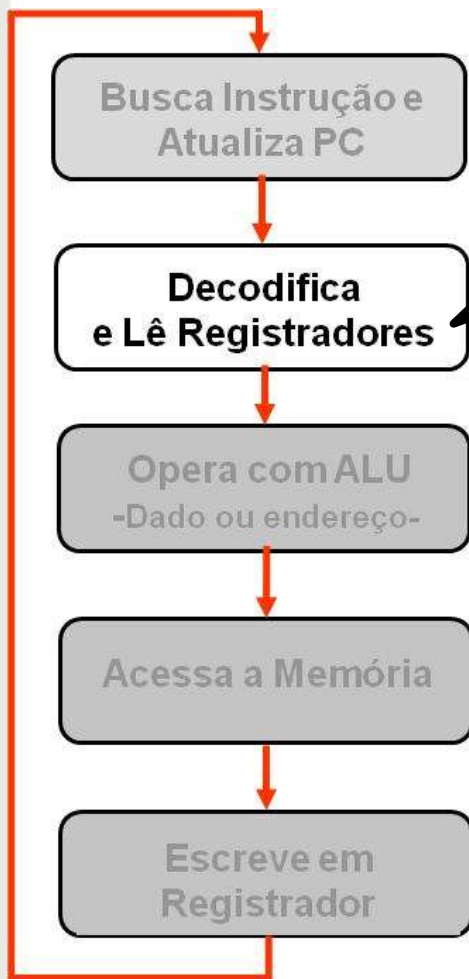 Busca Instrução e
Atualiza PC
Decodifica
e Lê Registradores
Opera com ALU
-Dado ou endereço-
Acessa a Memória
Escreve em
Registrador